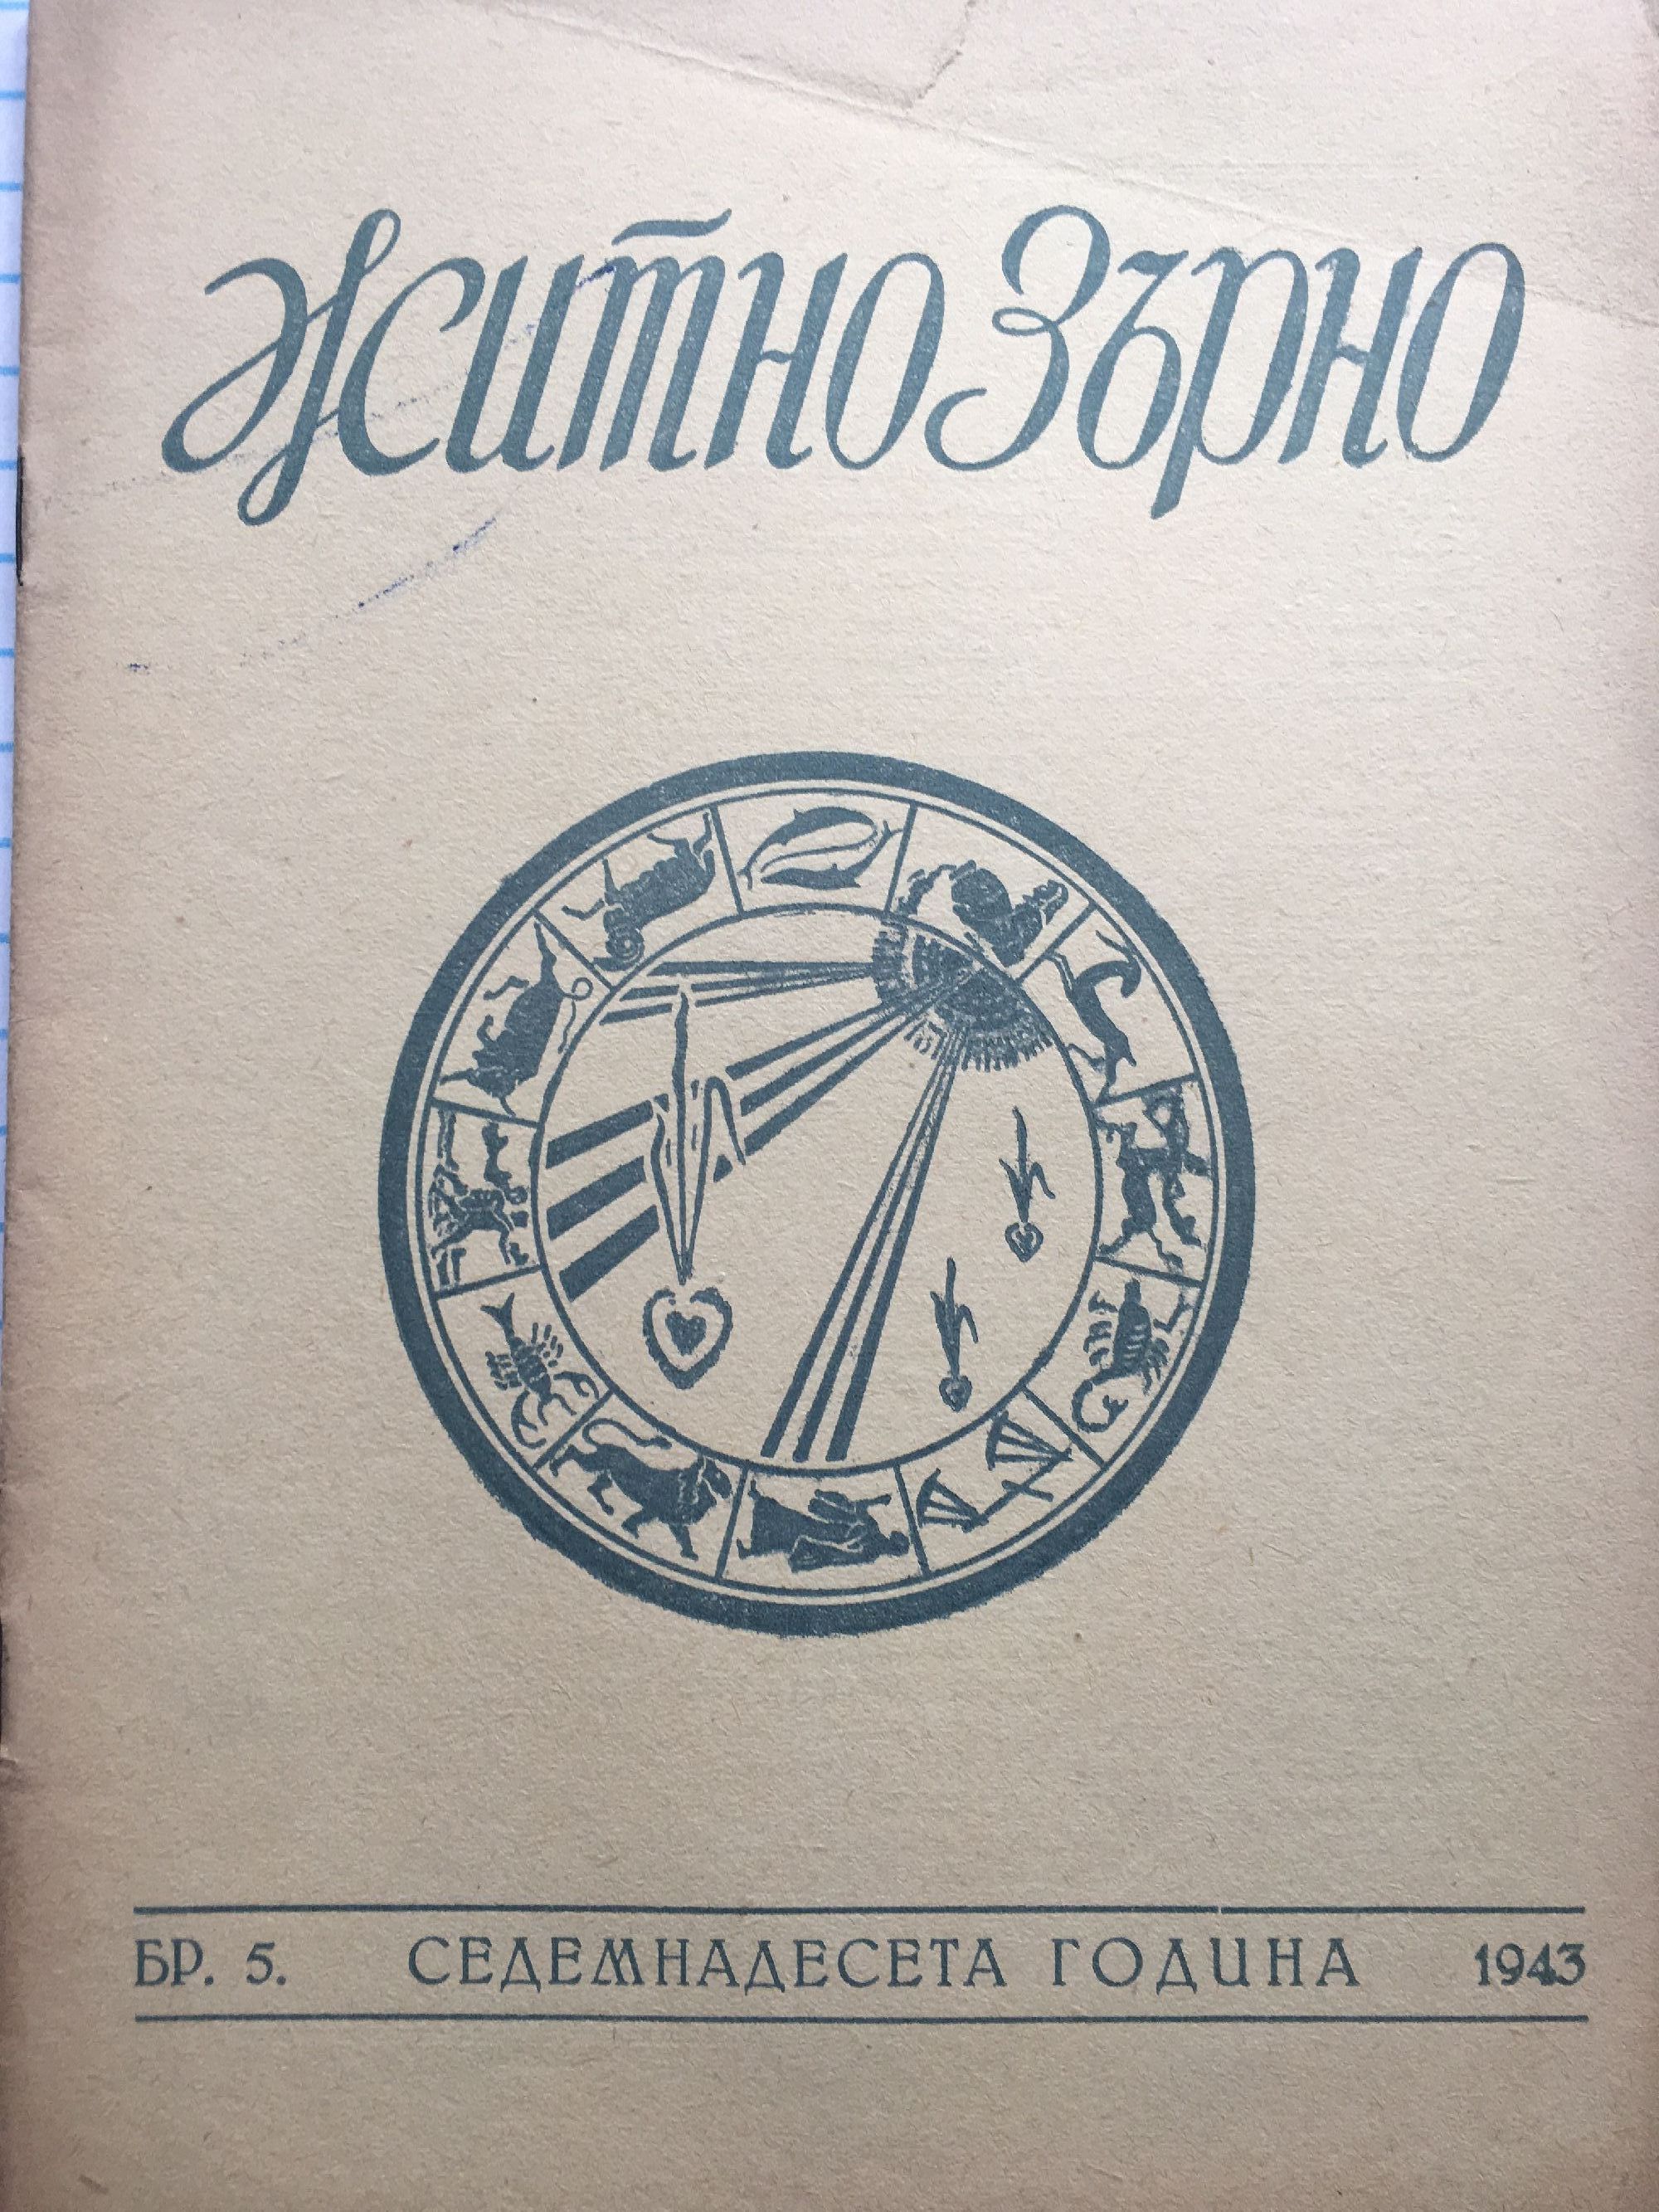 Житно Зърно
БР. 5. СЕДЕМНАДЕСЕТА ГОДИНА 1943